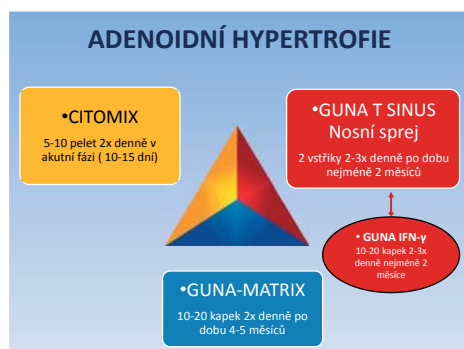 ADENOIDNÍ HYPERTROFIE
•CITOMIX
5-10 pelet 2x denně v
akutní fázi ( 10-15 dní)
•GUNA T SINUS
Nosní sprej
2 vstřiky 2-3x denně po dobu
nejméně 2 měsíců
• GUNA IFN-γ
10-20 kapek 2-3x
denně nejméně 2
měsíce
•GUNA-MATRIX
10-20 kapek 2x denně po
dobu 4-5 měsíců